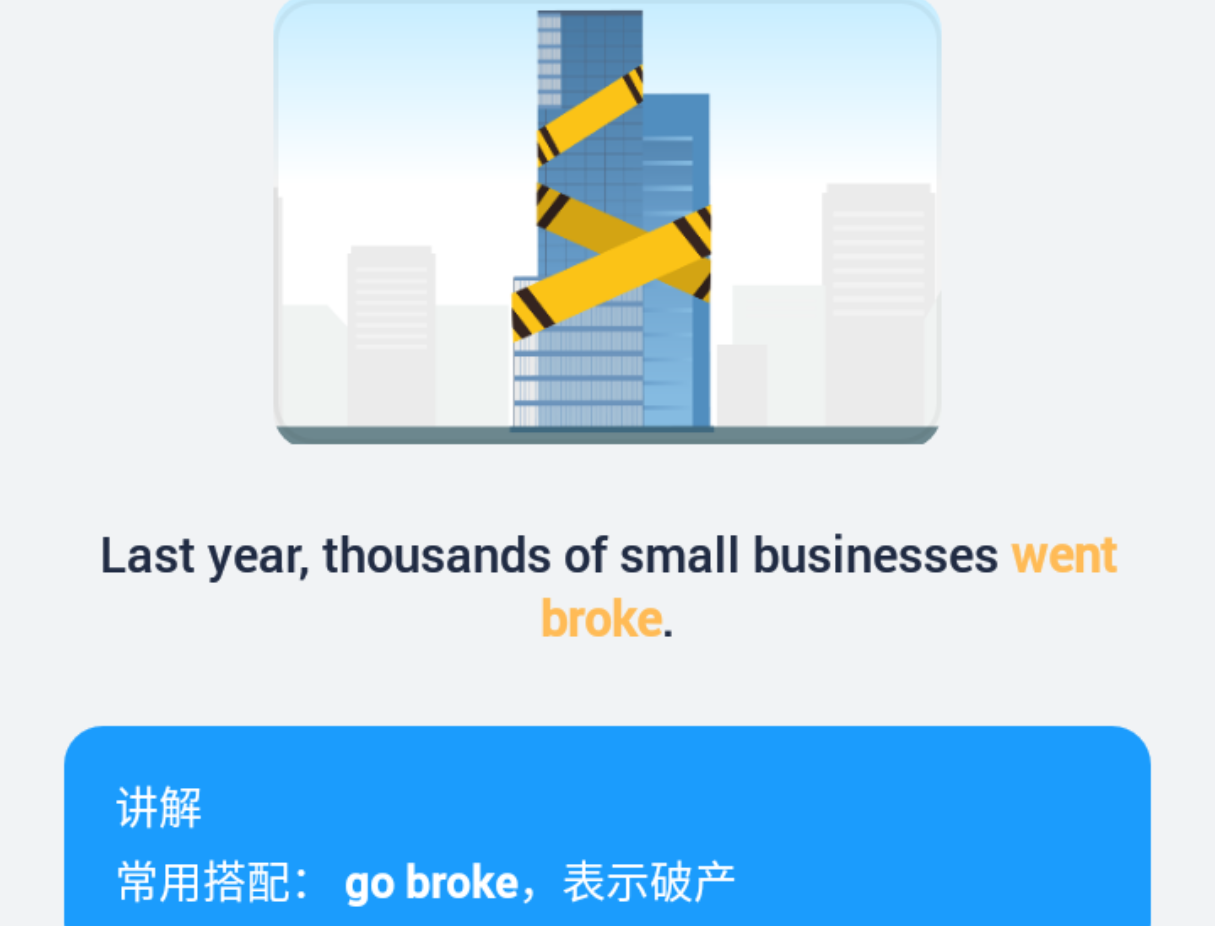 Last year, thousands of small businesses went
broke.
讲解
常用搭配： go broke，表示破产